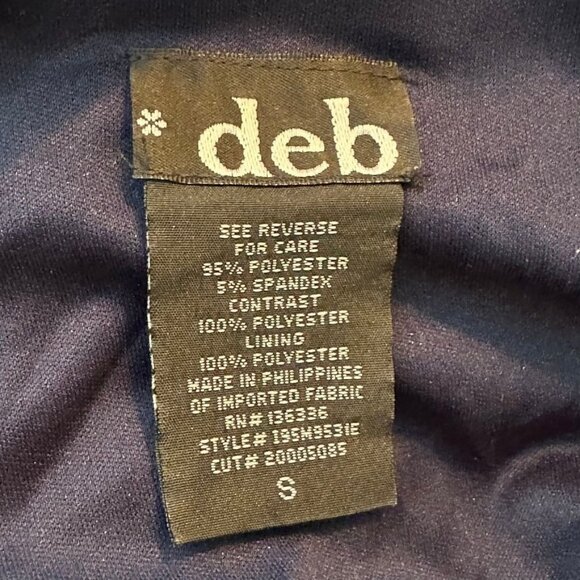 * deb
SEE REVERSE
FOR CARE
95% POLYESTER
5% SPANDEX
CONTRAST
100% POLYESTER
LINING
100% POLYESTER
MADE IN PHILIPPINES
OF IMPORTED FABRIC
RN# 136336
STYLE# 195M9531E
CUT# 20005085
S